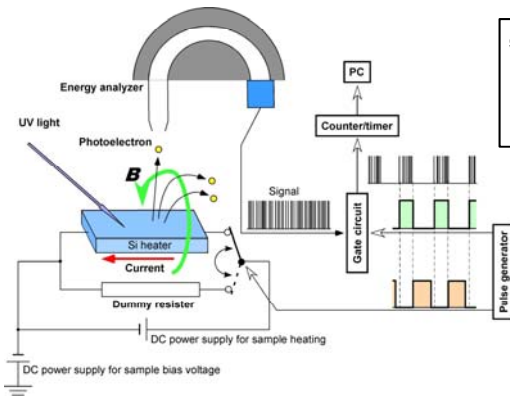 Energy analyzer
PC
UV light
Photoelectron
Counter/timer
B
Signal
Gate circuit
Pulse generator
Si heater
Current
Dummy resister
DC power supply for sample heating
DC power supply for sample bias voltage